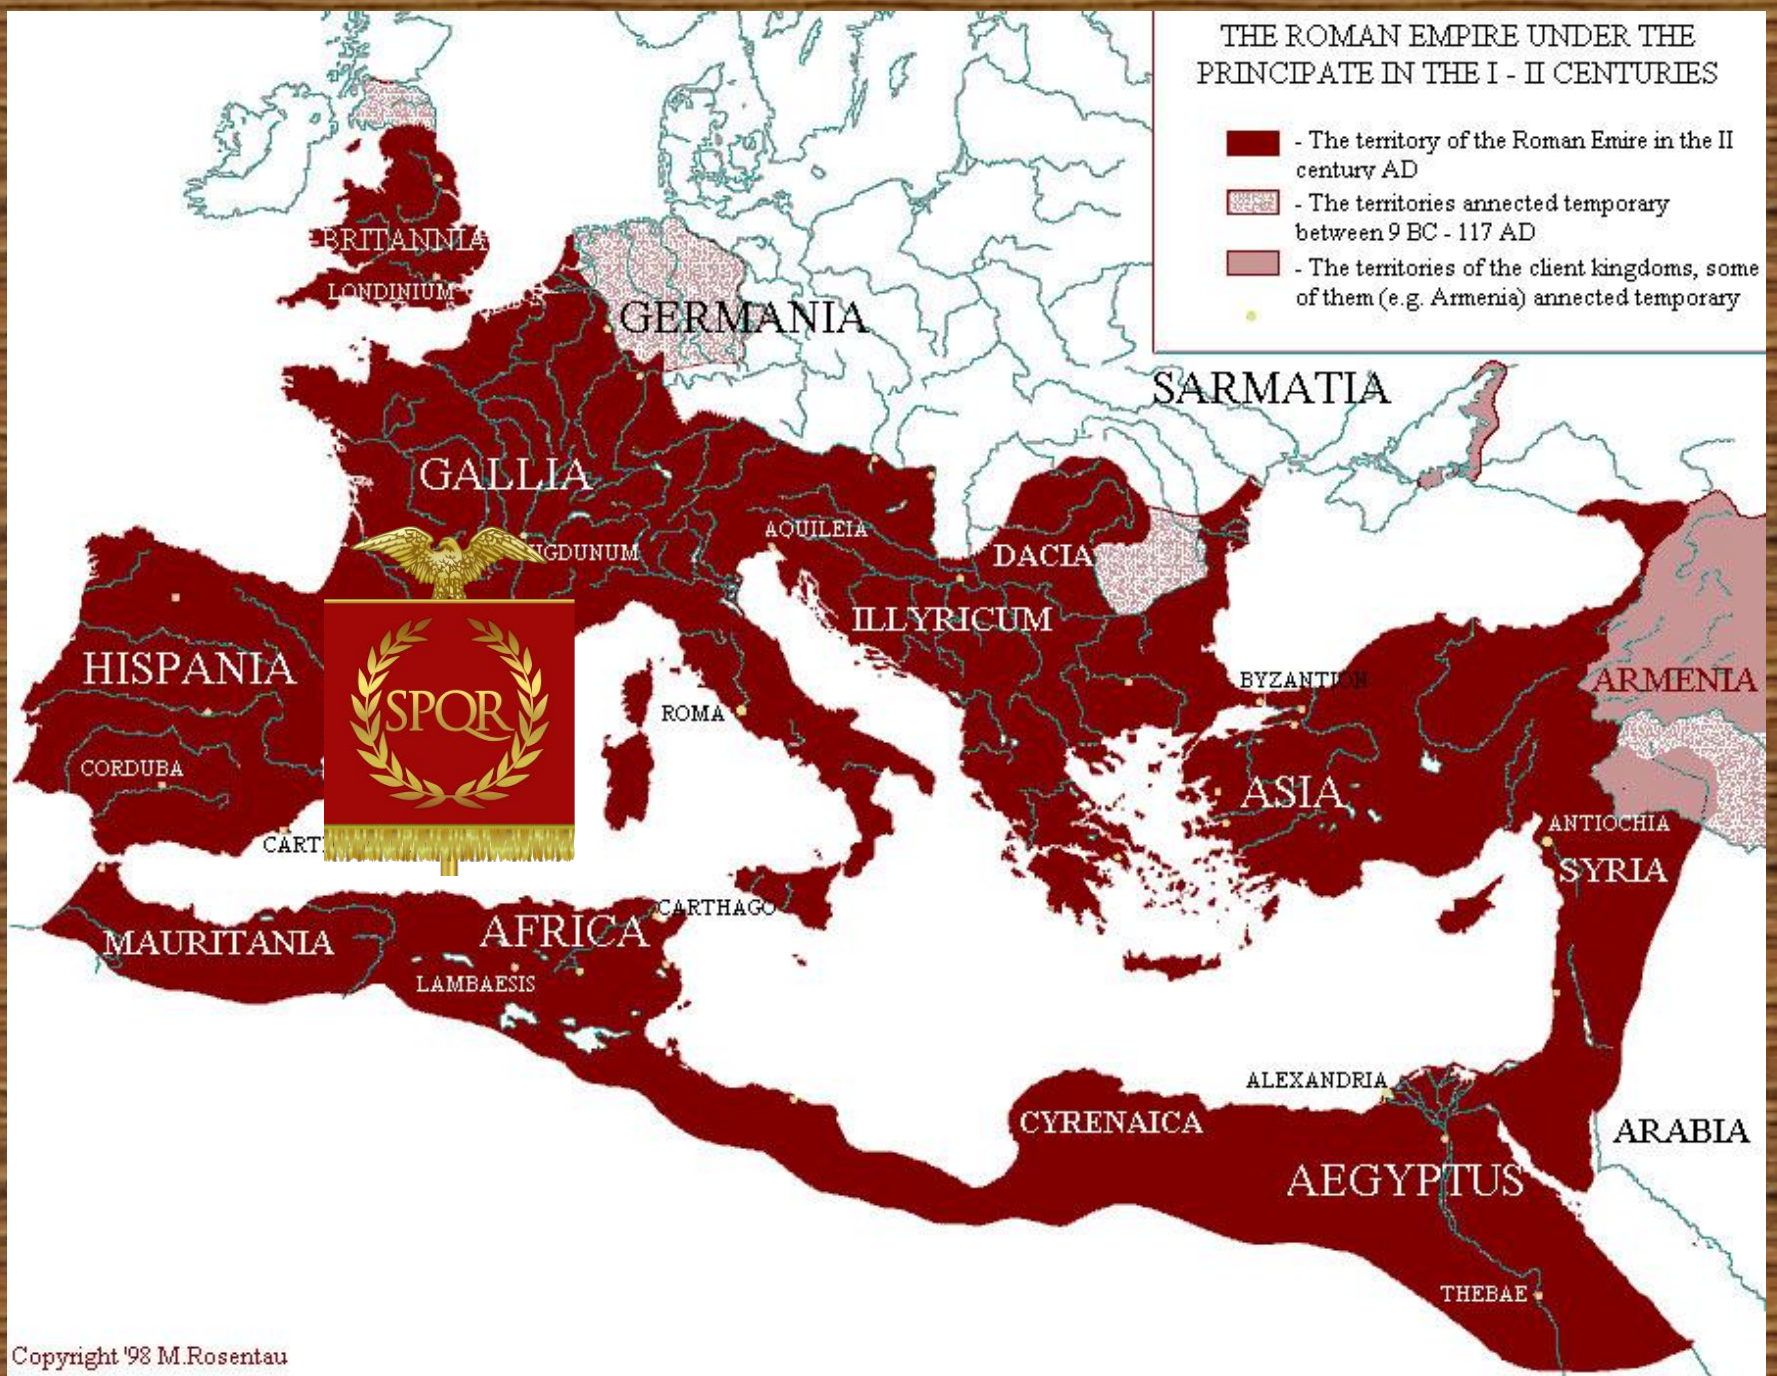 THE ROMAN EMPIRE UNDER THE
PRINCIPATE IN THE I - II CENTURIES
- The territory of the Roman Emire in the II
century AD
- The territories annected temporary
between 9 BC - 117 AD
- The territories of the client kingdoms, some
of them (e.g. Armenia) annected temporary
BRITANNIA
LONDINIUM
GERMANIA
SARMATIA
GALLIA
AQUILEIA
UGDUNUM
DACIA
ILLYRICUM
HISPANIA
SPQR
ROMA
BYZANTION
ARMENIA
CORDUBA
ASIA
ANTIOCHIA
CART
SYRIA
CARTHAGO
AFRICA
MAURITANIA
LAMBAESIS
ALEXANDRIA
CYRENAICA
ARABIA
AEGYPTUS
THEBAE
Copyright '98 M.Rosentau